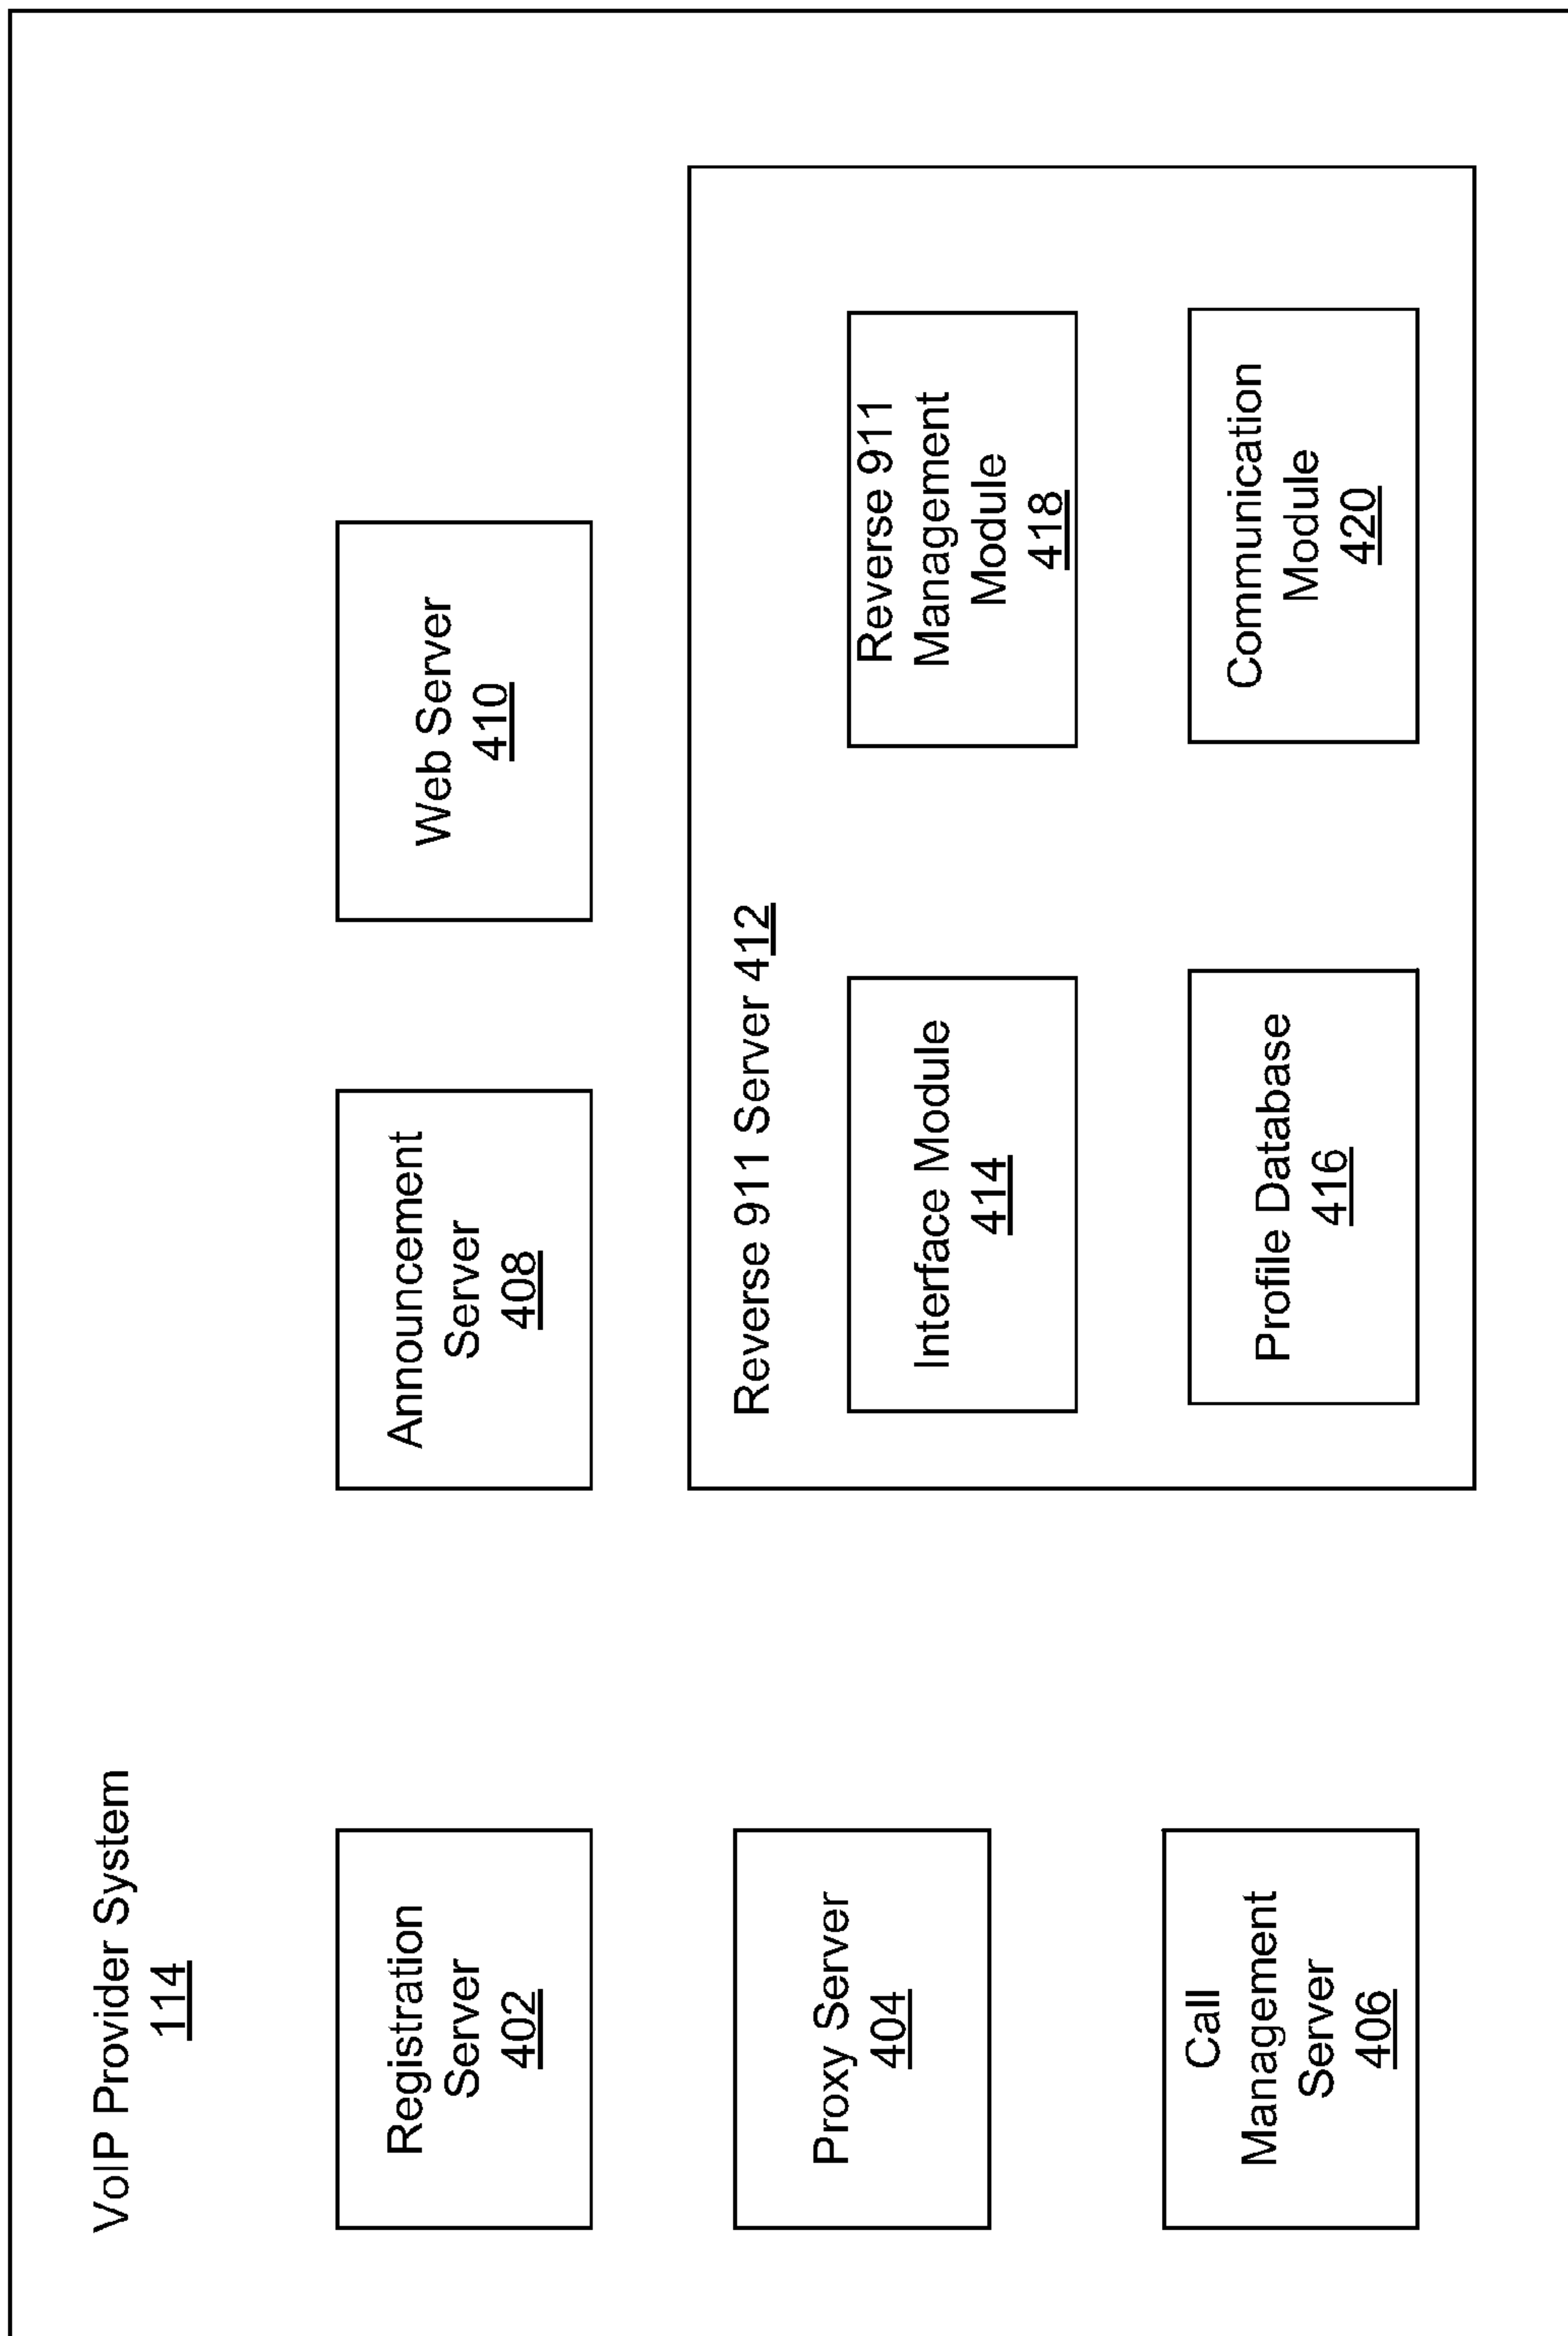 VoIP Provider System
114
Registration
Server
402
Announcement
Server
408
Web Server
410
Proxy Server
404
Reverse 911 Server 412
Interface Module
414
Reverse 911
Management
Module
418
Call
Management
Server
406
Profile Database
416
Communication
Module
420